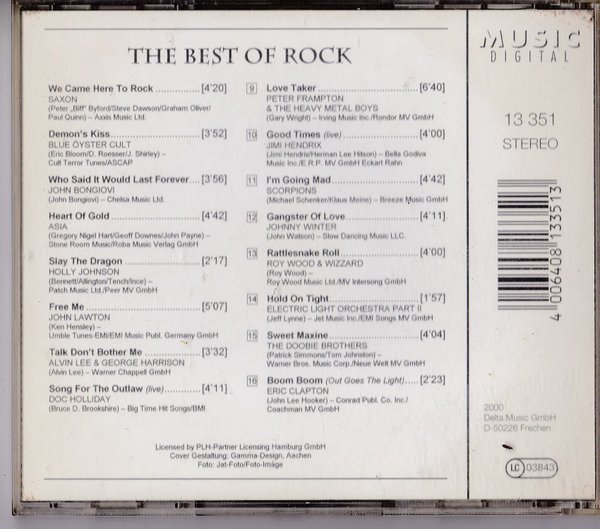 THE BEST OF ROCK
We Came Here To Rock ............[4'20]
SAXON
(Peter „Biff" Byford/Steve Dawson/Graham Oliver/
Paul Quinn) – Axxis Music Ltd.
Demon's Kiss ..........................[3'52]
BLUE ÖYSTER CULT
(Eric Bloom/D. Roesser/J. Shirley) –
Cult Terror Tunes/ASCAP
Who Said It Would Last Forever ....[3'56]
JOHN BONGIOVI
(John Bongiovi) – Chelsa Music Ltd.
Heart Of Gold ..........................[4'42]
ASIA
(Gregory Nigel Hart/Geoff Downes/John Payne) –
Stone Room Music/Roba Music Verlag GmbH
Slay The Dragon ......................[2'17]
HOLLY JOHNSON
(Bennett/Allington/Tench/Ince) –
Patch Music Ltd./Peer MV GmbH
Free Me ..................................[5'07]
JOHN LAWTON
(Ken Hensley) –
Umble Tunes-EMI/EMI Music Publ. Germany GmbH
Talk Don't Bother Me ................[3'32]
ALVIN LEE & GEORGE HARRISON
(Alvin Lee) – Warner Chappell GmbH
Song For The Outlaw (live)..........[4'11]
DOC HOLLIDAY
(Bruce D. Brookshire) – Big Time Hit Songs/BMI
9 Love Taker ............................[6'40]
PETER FRAMPTON
& THE HEAVY METAL BOYS
(Gary Wright) – Irving Music Inc./Rondor MV GmbH
10 Good Times (live) ..................[4'00]
JIMI HENDRIX
(Jimi Hendrix/Herman Lee Hitson) – Bella Godiva
Music Inc./E.R.P. MV GmbH Eckart Rahn
11 I'm Going Mad ......................[4'42]
SCORPIONS
(Michael Schenker/Klaus Meine) – Breeze Music GmbH
12 Gangster Of Love ..................[4'11]
JOHNNY WINTER
(John Watson) – Slow Dancing Music LLC.
13 Rattlesnake Roll ....................[4'00]
ROY WOOD & WIZZARD
(Roy Wood) –
Roy Wood Music Ltd./MV Intersong GmbH
14 Hold On Tight ........................[1'57]
ELECTRIC LIGHT ORCHESTRA PART II
(Jeff Lynne) – Jet Music Inc./EMI Songs MV GmbH
15 Sweet Maxine ........................[4'04]
THE DOOBIE BROTHERS
(Patrick Simmons/Tom Johnston) –
Warner Bros. Music Corp./Neue Welt MV GmbH
16 Boom Boom (Out Goes The Light) .....[2'23]
ERIC CLAPTON
(John Lee Hooker) – Conrad Publ. Co. Inc./
Coachman MV GmbH
Licensed by PLH-Partner Licensing Hamburg GmbH
Cover Gestaltung: Gamma-Design, Aachen
Foto: Jat-Foto/Foto-Image
MUSIC
DIGITAL
13 351
STEREO
4 006408 133513
2000
Delta Music GmbH
D-50226 Frechen
LC 03843